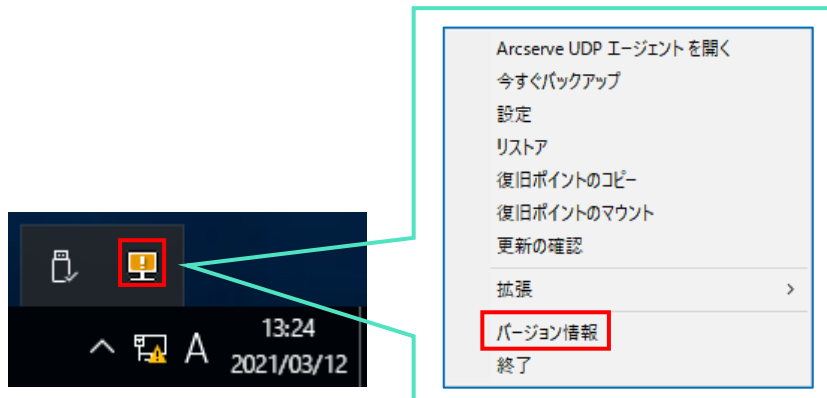 Arcserve UDP エージェントを開く
今すぐバックアップ
設定
リストア
復旧ポイントのコピー
復旧ポイントのマウント
更新の確認
拡張
バージョン情報
終了
A
13:24
2021/03/12